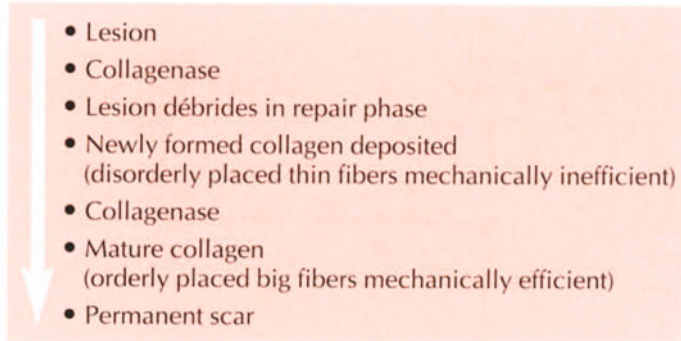 • Lesion
• Collagenase
• Lesion débrides in repair phase
• Newly formed collagen deposited
(disorderly placed thin fibers mechanically inefficient)
• Collagenase
• Mature collagen
(orderly placed big fibers mechanically efficient)
• Permanent scar